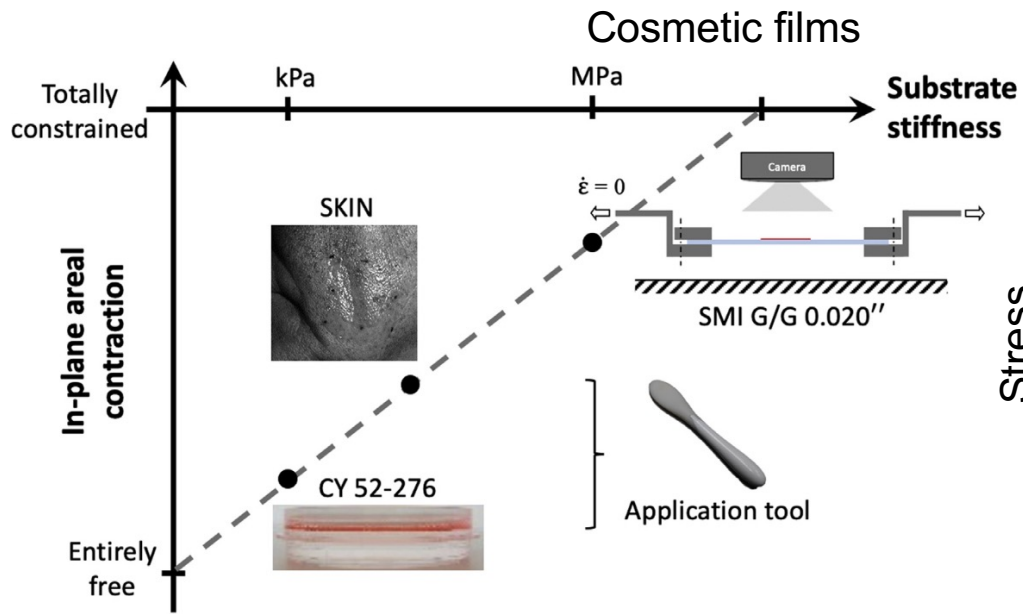 Cosmetic films
kPa
MPa
Totally
constrained
Substrate
stiffness
Camera
ε̇ = 0
SKIN
SMI G/G 0.020′′
In-plane areal
contraction
Stress
CY 52-276
Application tool
Entirely
free